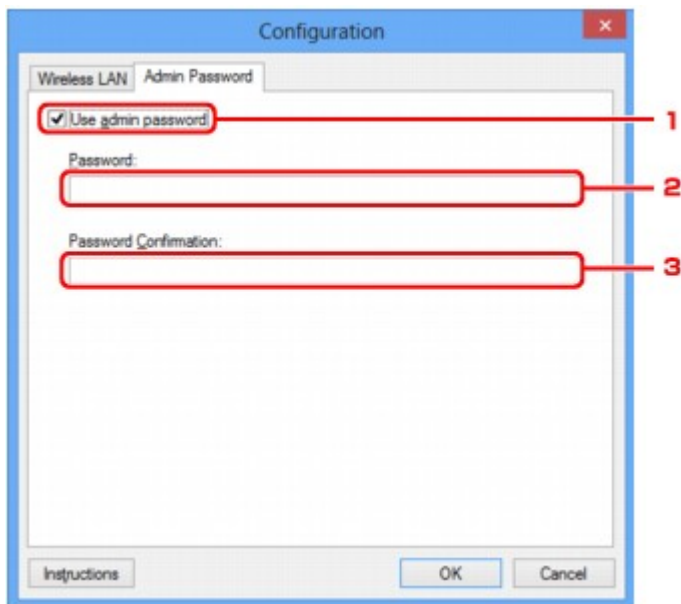 Configuration
Wireless LAN
Admin Password
Use admin password
1
Password:
2
Password Confirmation:
3
Instructions
OK
Cancel